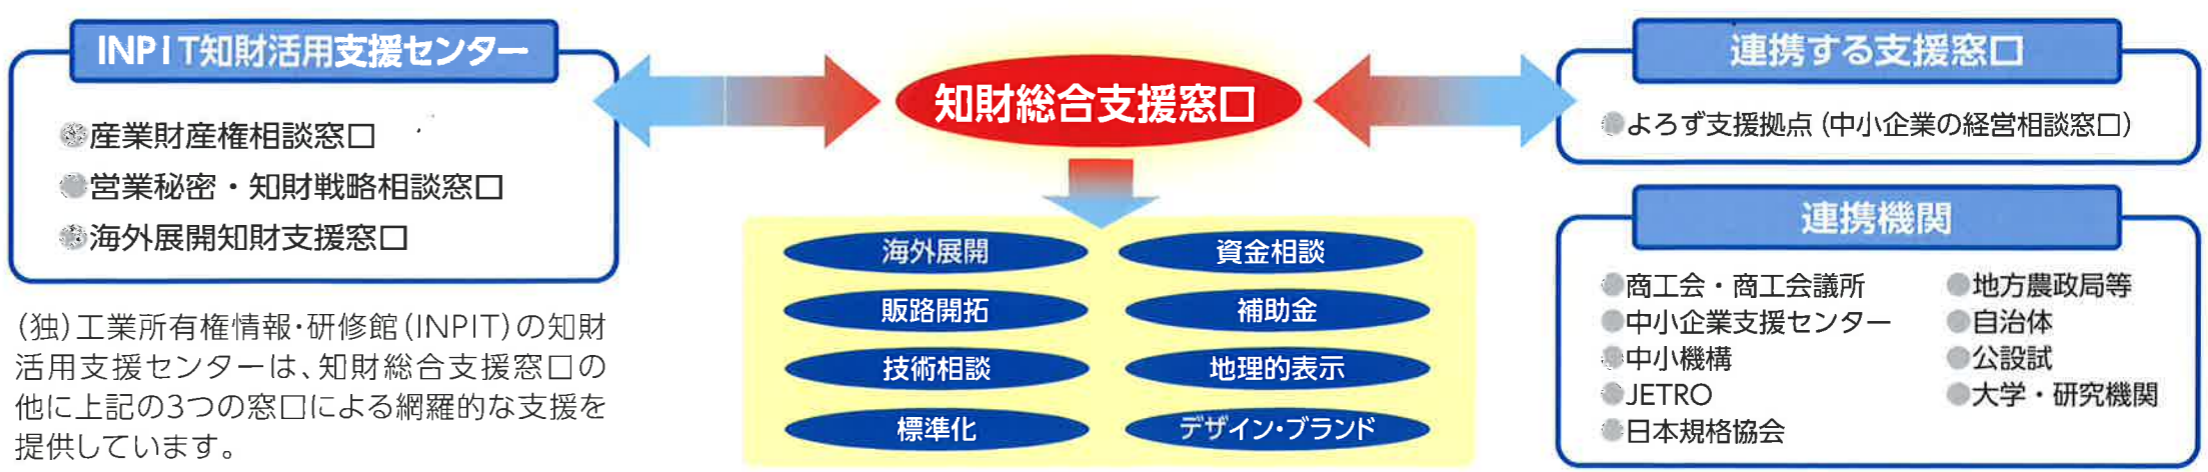 INPIT知財活用支援センター
産業財産権相談窓口
営業秘密・知財戦略相談窓口
海外展開知財支援窓口
(独)工業所有権情報・研修館(INPIT)の知財
活用支援センターは、知財総合支援窓口の
他に上記の3つの窓口による網羅的な支援を
提供しています。
知財総合支援窓口
海外展開
資金相談
販路開拓
補助金
技術相談
地理的表示
標準化
デザイン・ブランド
連携する支援窓口
よろず支援拠点(中小企業の経営相談窓口)
連携機関
商工会・商工会議所
中小企業支援センター
中小機構
JETRO
日本規格協会
地方農政局等
自治体
公設試
大学・研究機関